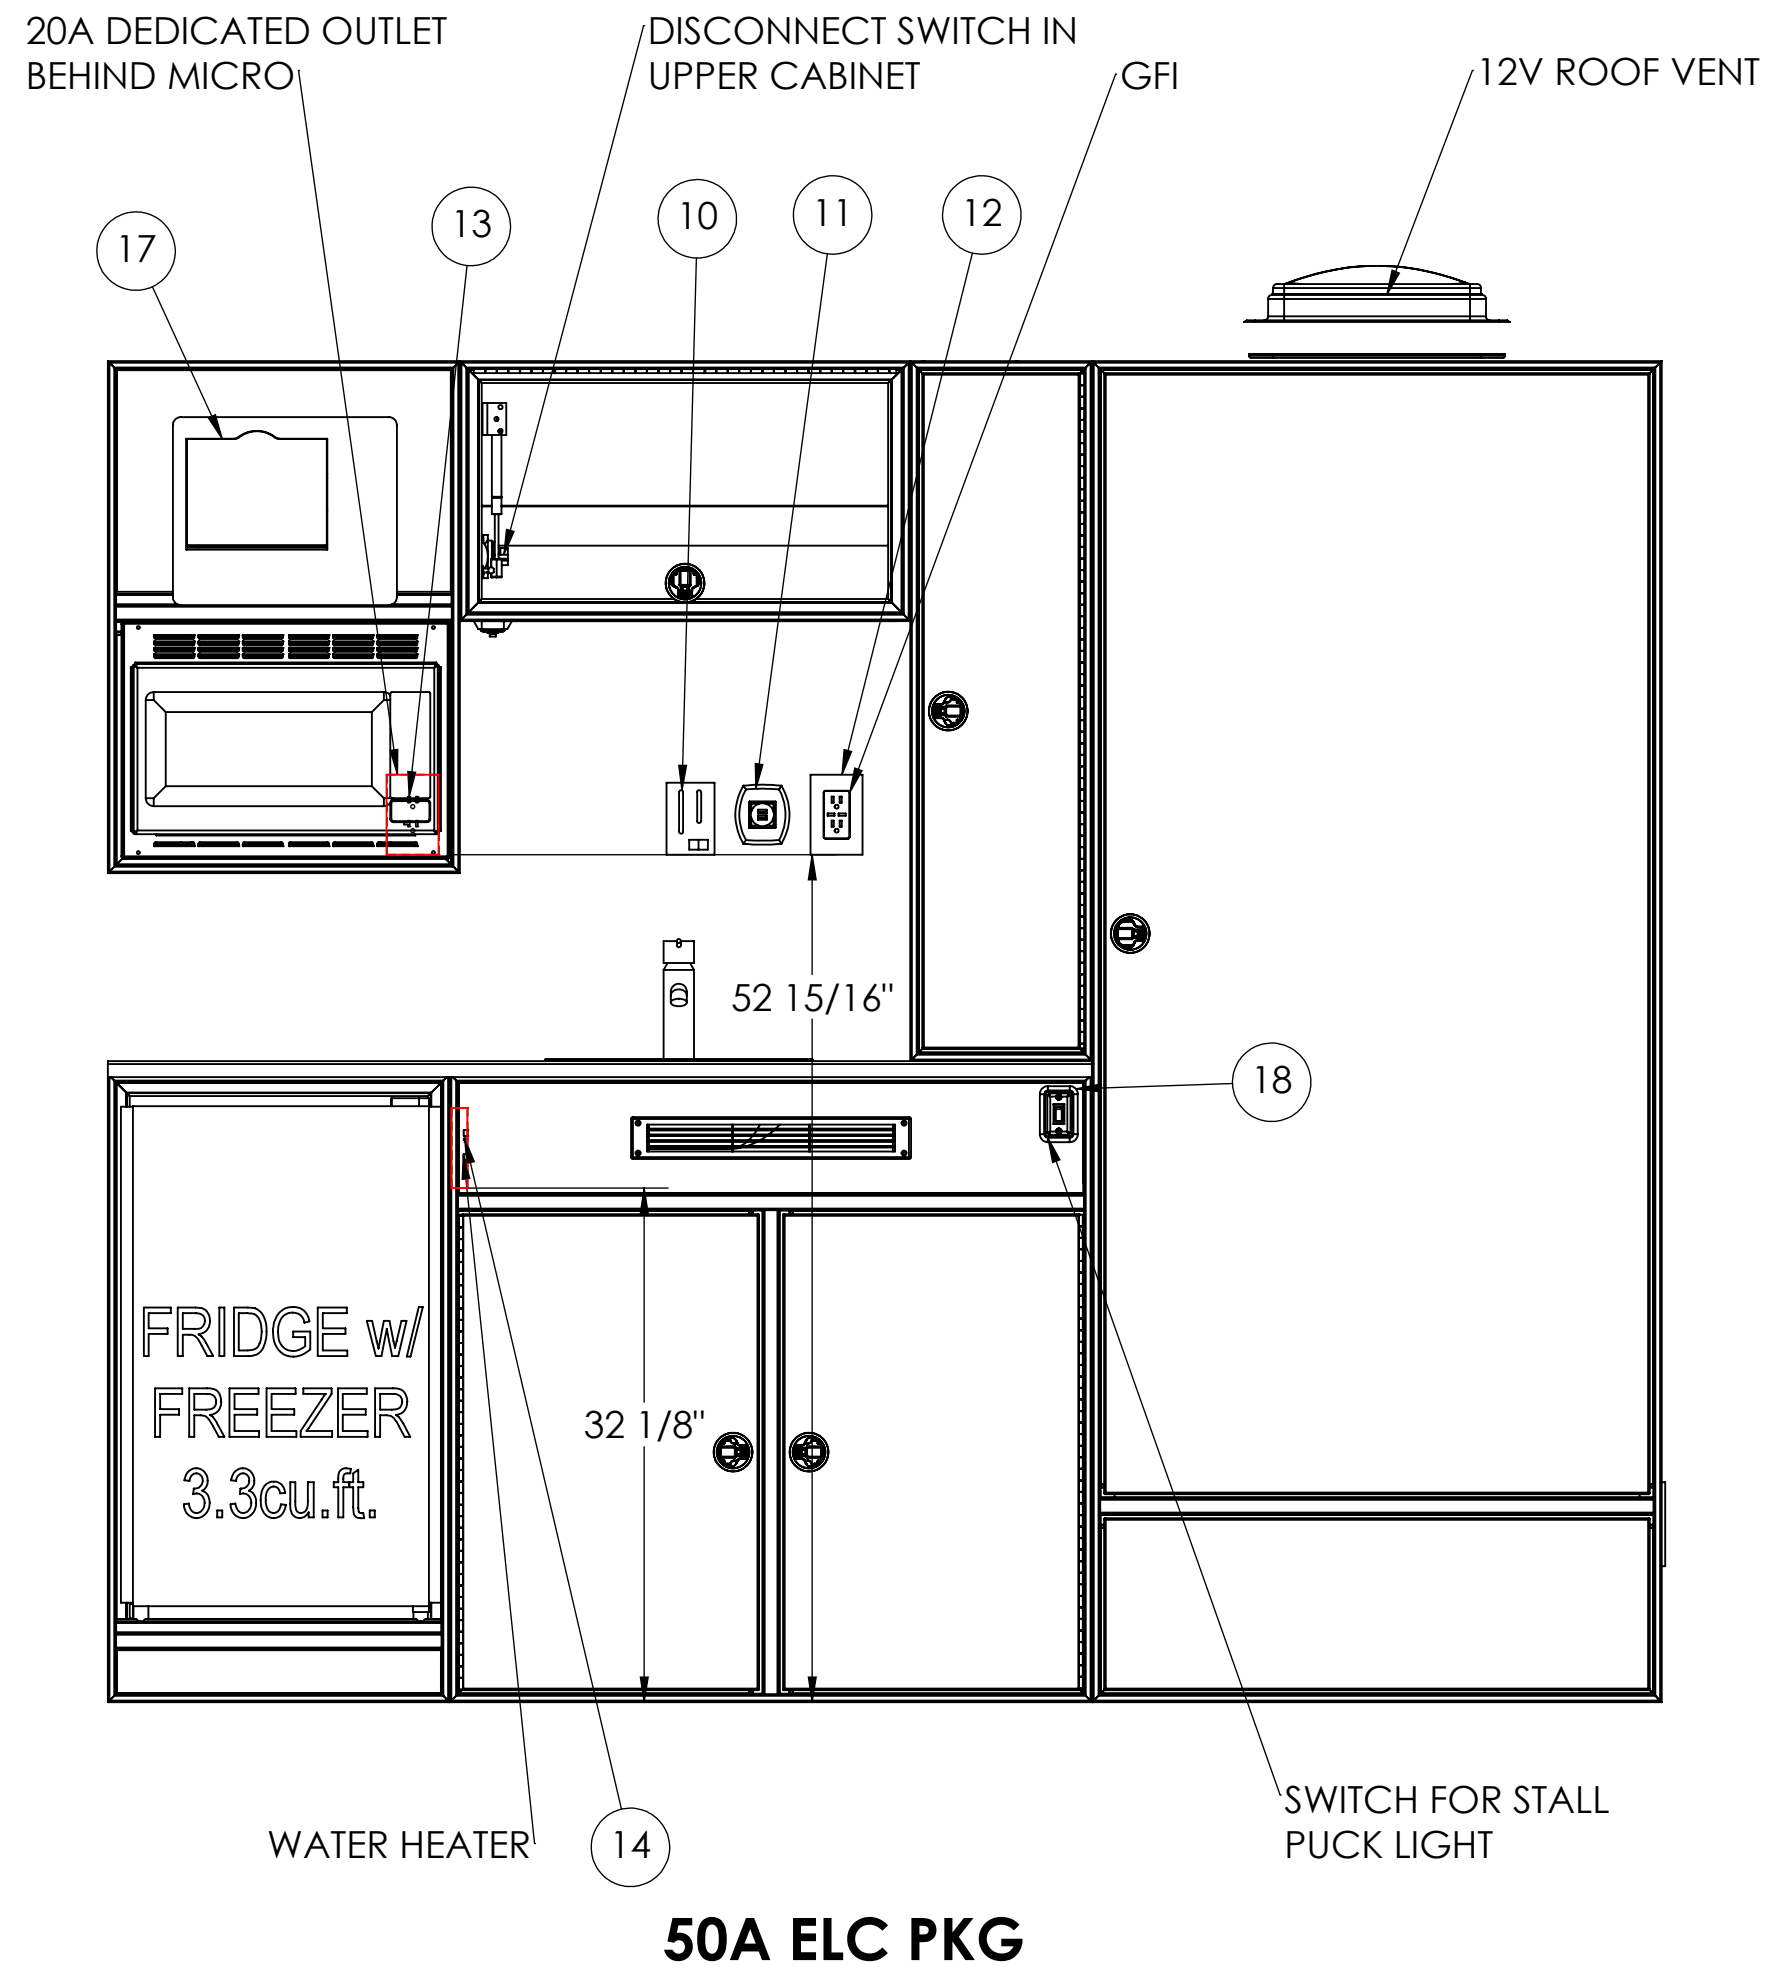 20A DEDICATED OUTLET
BEHIND MICRO
DISCONNECT SWITCH IN
UPPER CABINET
GFI
12V ROOF VENT
17
13
10
11
12
52 15/16"
18
FRIDGE w/
FREEZER
3.3cu.ft.
32 1/8"
WATER HEATER
14
SWITCH FOR STALL
PUCK LIGHT
50A ELC PKG